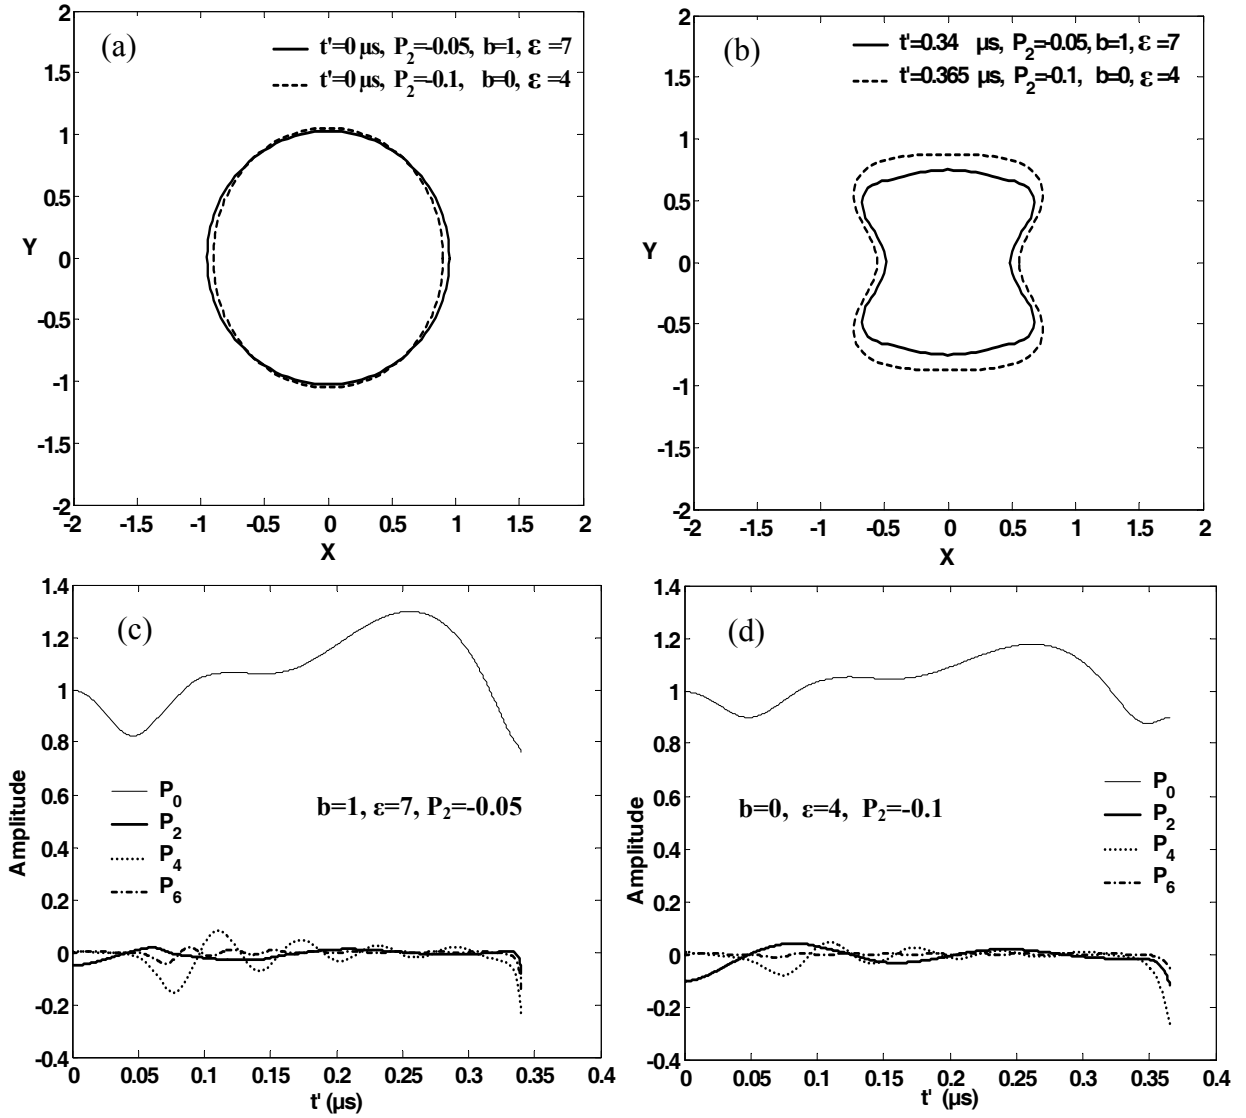 (a)
t'=0 μs, P2=-0.05, b=1, ε=7
t'=0 μs, P2=-0.1, b=0, ε=4
2
1.5
1
0.5
0
-0.5
-1
-1.5
-2
Y
-2 -1.5 -1 -0.5 0 0.5 1 1.5 2
X
(b)
t'=0.34 μs, P2=-0.05, b=1, ε=7
t'=0.365 μs, P2=-0.1, b=0, ε=4
2
1.5
1
0.5
0
-0.5
-1
-1.5
-2
Y
-2 -1.5 -1 -0.5 0 0.5 1 1.5 2
X
(c)
1.4
1.2
1
0.8
0.6
0.4
0.2
0
-0.2
-0.4
Amplitude
P0
P2
P4
P6
b=1, ε=7, P2=-0.05
0 0.05 0.1 0.15 0.2 0.25 0.3 0.35 0.4
t' (μs)
(d)
1.4
1.2
1
0.8
0.6
0.4
0.2
0
-0.2
-0.4
Amplitude
P0
P2
P4
P6
b=0, ε=4, P2=-0.1
0 0.05 0.1 0.15 0.2 0.25 0.3 0.35 0.4
t' (μs)